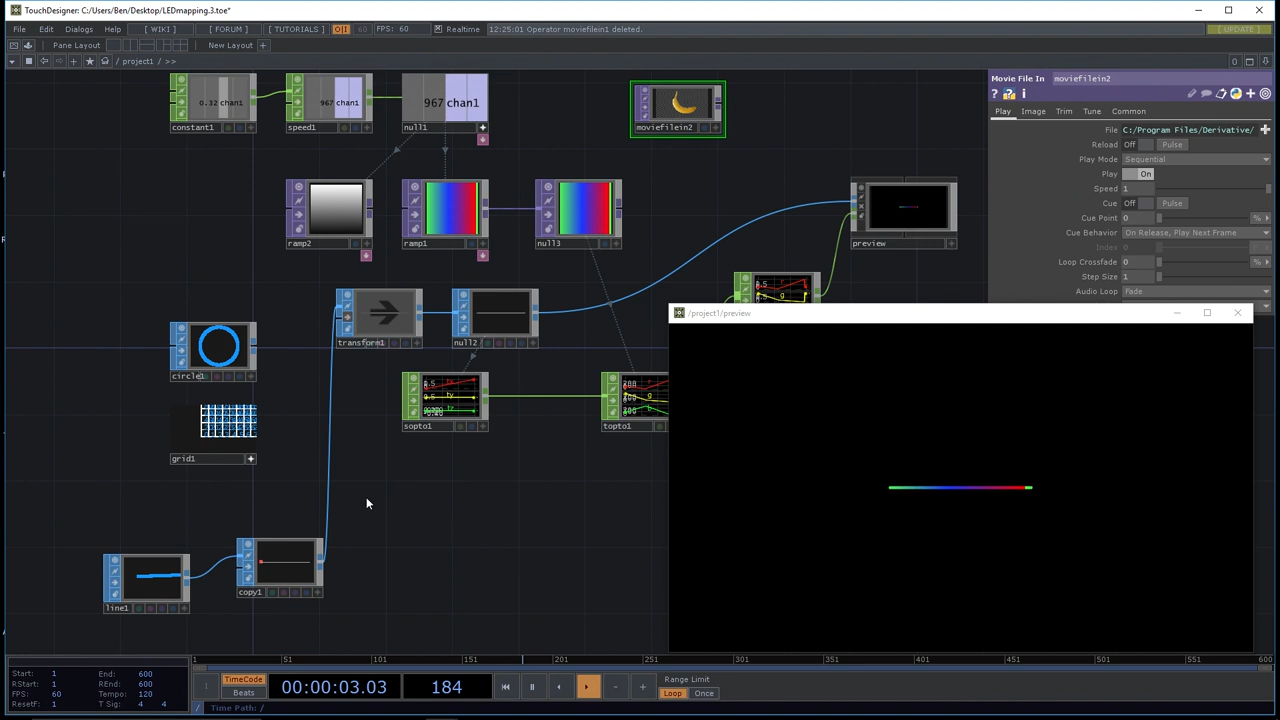 TouchDesigner: C:/Users/Ben/Desktop/LEDmapping.3.toe*
File Edit Dialogs Help [ WIKI ] [ FORUM ] [ TUTORIALS ] O|I 60 FPS: 60 Realtime 12:25:01 Operator moviefilein1 deleted. [ UPDATE ]
Pane Layout New Layout +
/ project1 / >> 0
Movie File In moviefilein2
Play Image Trim Tune Common
File C:/Program Files/Derivative/
Reload Off Pulse
Play Mode Sequential
Play On
Speed 1
Cue Off Pulse
Cue Point 0 %
Cue Behavior On Release, Play Next Frame
Index 0
Loop Crossfade 0 %
Step Size 1
Audio Loop Fade
0.32 chan1
967 chan1
967 chan1
constant1
speed1
null1
moviefilein2
ramp2
ramp1
null3
preview
transform1
null2
circle1
sopto1
topto1
grid1
line1
copy1
/project1/preview
1 51 101 151 201 251 301 351 401 451 501 551 600
Start: 1 End: 600
RStart: 1 REnd: 600
FPS: 60 Tempo: 120
ResetF: 1 T Sig: 4 4
TimeCode
Beats
00:00:03.03 184
Range Limit
Loop Once
/ Time Path: /